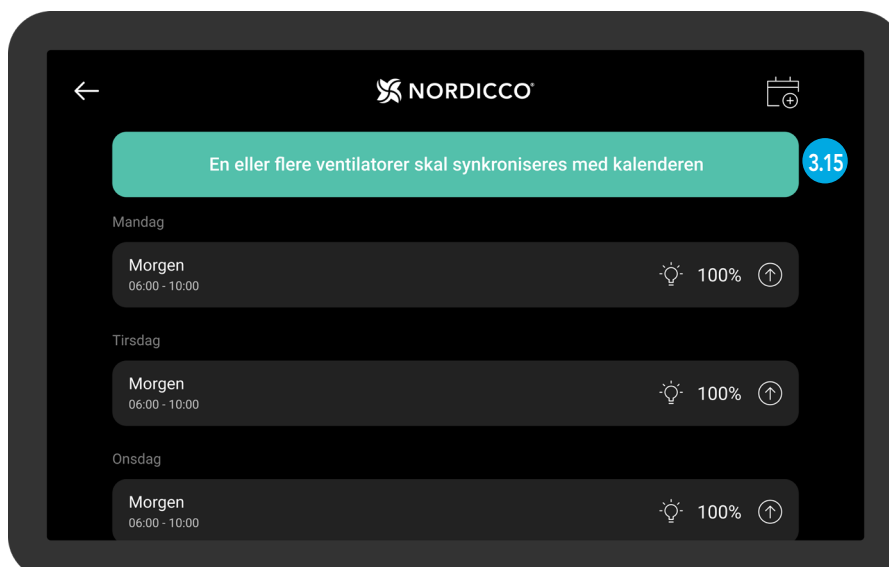 NORDICCO®
En eller flere ventilatorer skal synkroniseres med kalenderen
3.15
Mandag
Morgen
06:00 - 10:00
100%
Tirsdag
Morgen
06:00 - 10:00
100%
Onsdag
Morgen
06:00 - 10:00
100%